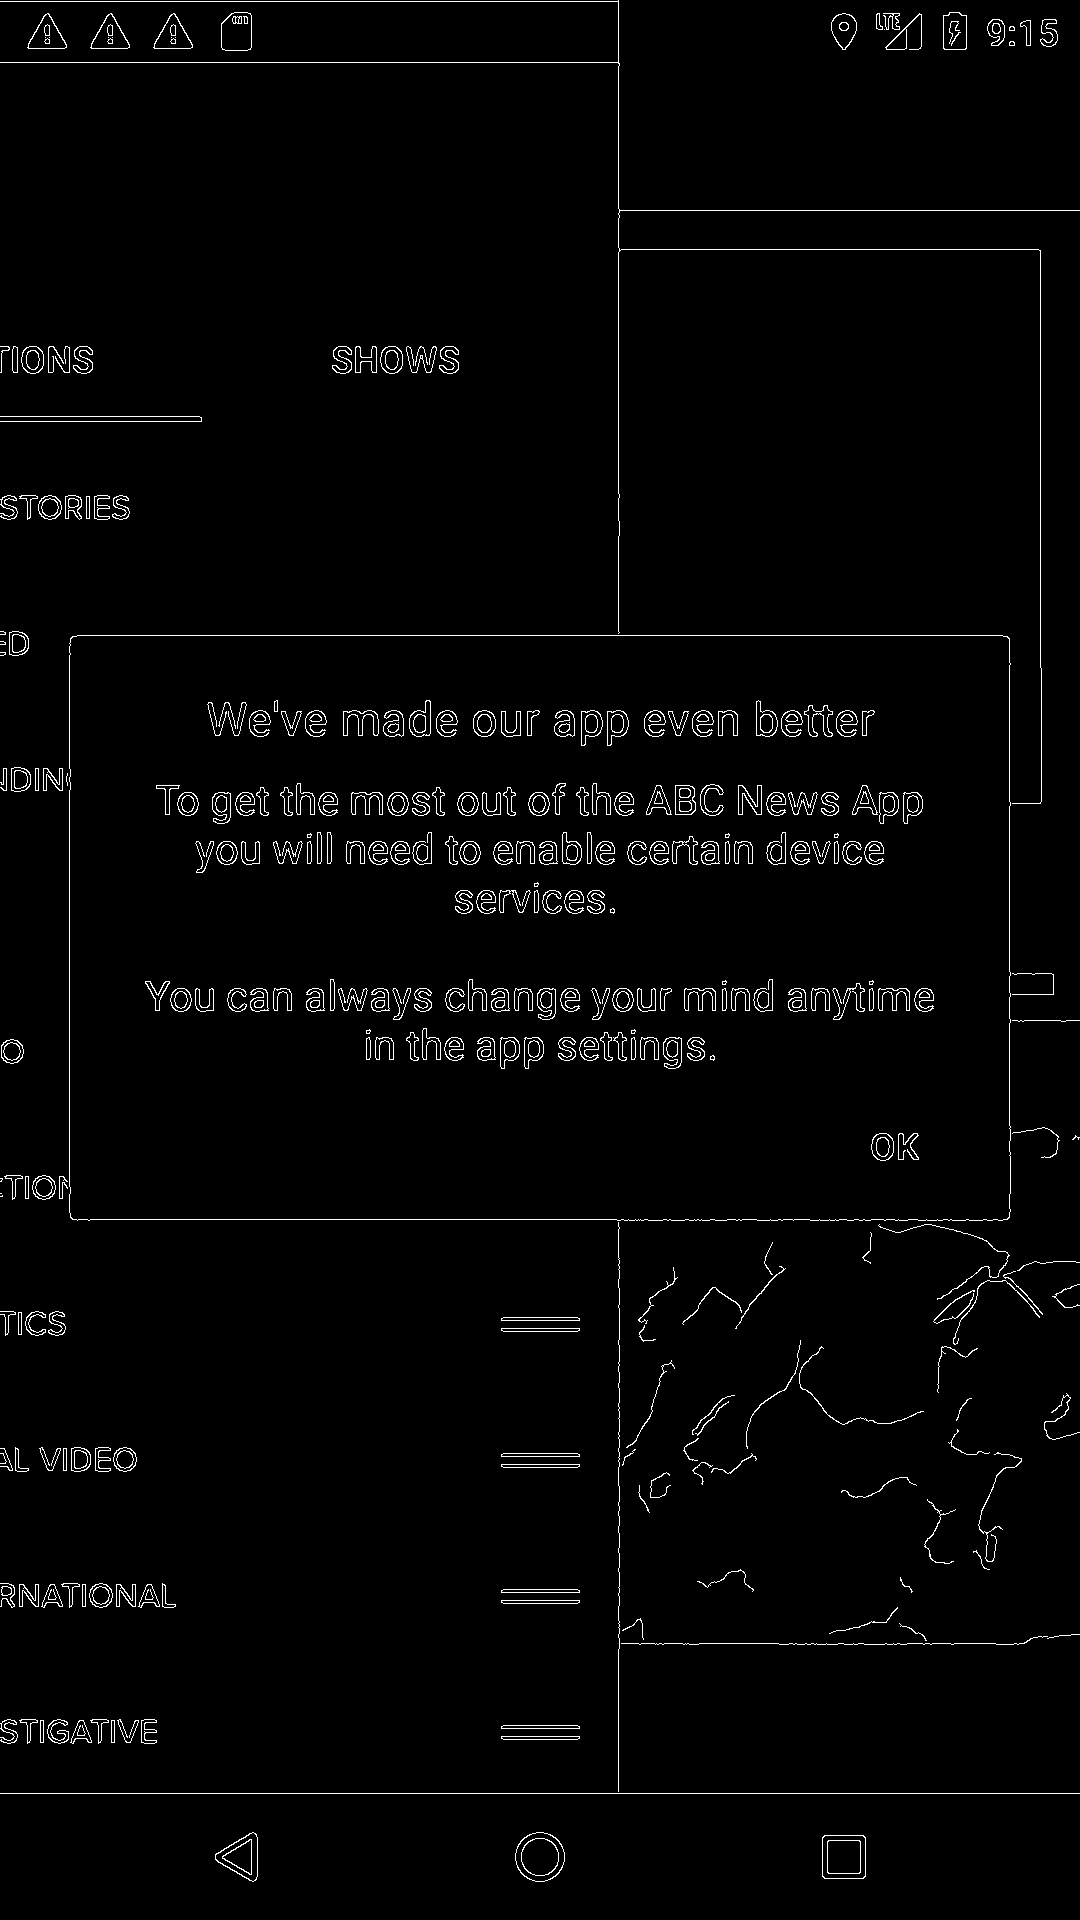 LTE 9:15
TIONS SHOWS
STORIES
ED
We've made our app even better
NDING
To get the most out of the ABC News App
you will need to enable certain device
services.
You can always change your mind anytime
in the app settings.
O
OK
TION
TICS
AL VIDEO
RNATIONAL
STIGATIVE